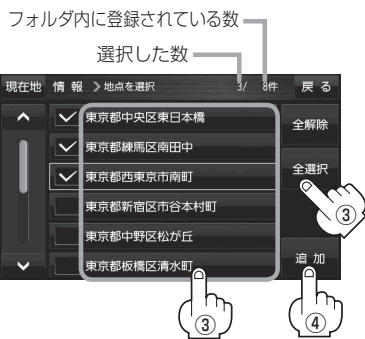 フォルダ内に登録されている数
選択した数
現在地 情報 ＞地点を選択 3/ 8件 戻る
東京都中央区東日本橋 全解除
東京都練馬区南田中
東京都西東京市南町 全選択
③
東京都新宿区市谷本村町
東京都中野区松が丘
東京都板橋区清水町 追加
③ ④